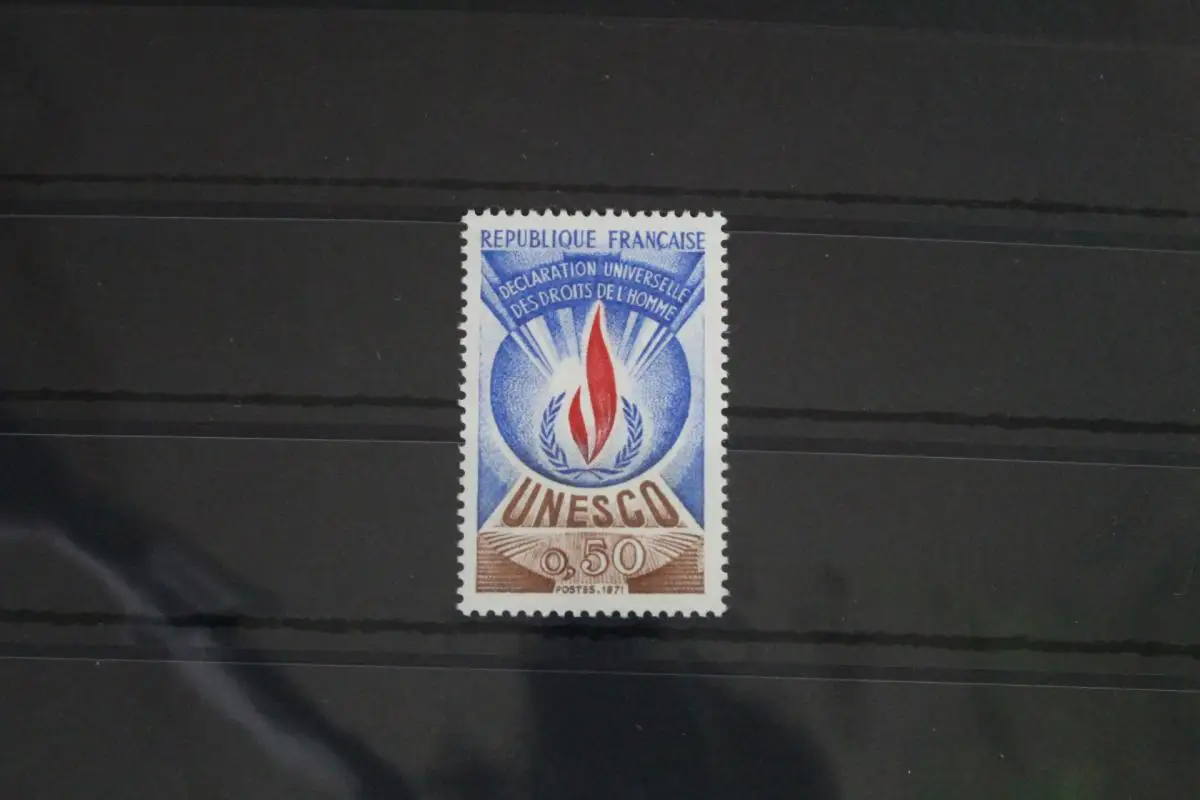 REPUBLIQUE FRANÇAISE
DECLARATION UNIVERSELLE
DES DROITS DE L'HOMME
UNESCO
0,50
POSTES.1971